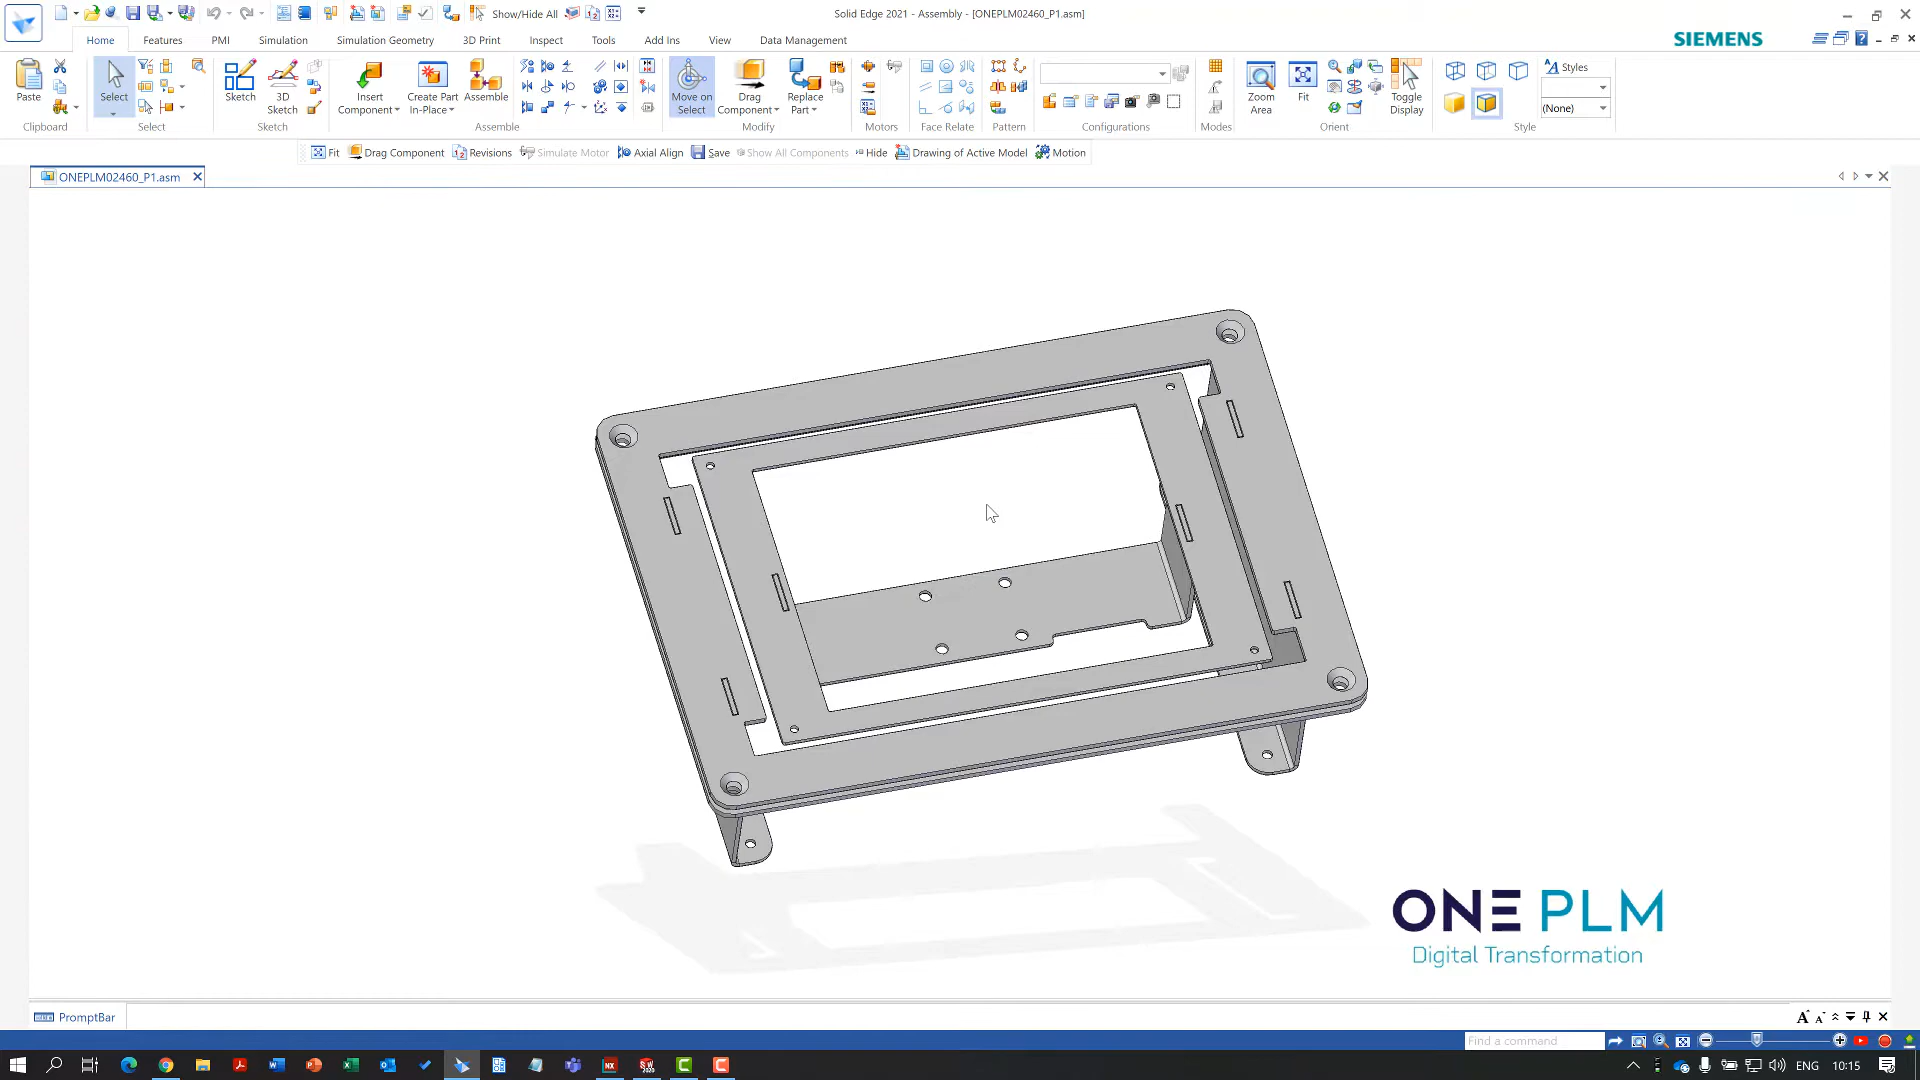 Show/Hide All
Solid Edge 2021 - Assembly - [ONEPLM02460_P1.asm]
Home Features PMI Simulation Simulation Geometry 3D Print Inspect Tools Add Ins View Data Management
SIEMENS
Paste
Clipboard
Select
Select
Sketch
3D Sketch
Sketch
Insert Component
Create Part In-Place
Assemble
Assemble
Move on Select
Drag Component
Replace Part
Modify
Motors
Face Relate
Pattern
Configurations
Modes
Zoom Area
Fit
Toggle Display
Orient
Styles
(None)
Style
Fit Drag Component Revisions Simulate Motor Axial Align Save Show All Components Hide Drawing of Active Model Motion
ONEPLM02460_P1.asm
ONE PLM
Digital Transformation
PromptBar
Find a command
ENG 10:15